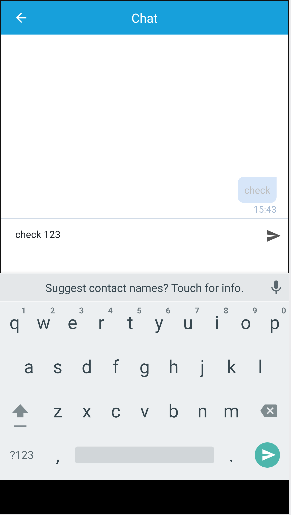 Chat
check
15:43
check 123
Suggest contact names? Touch for info.
1 2 3 4 5 6 7 8 9 0
q w e r t y u i o p
a s d f g h j k l
z x c v b n m
?123 , .